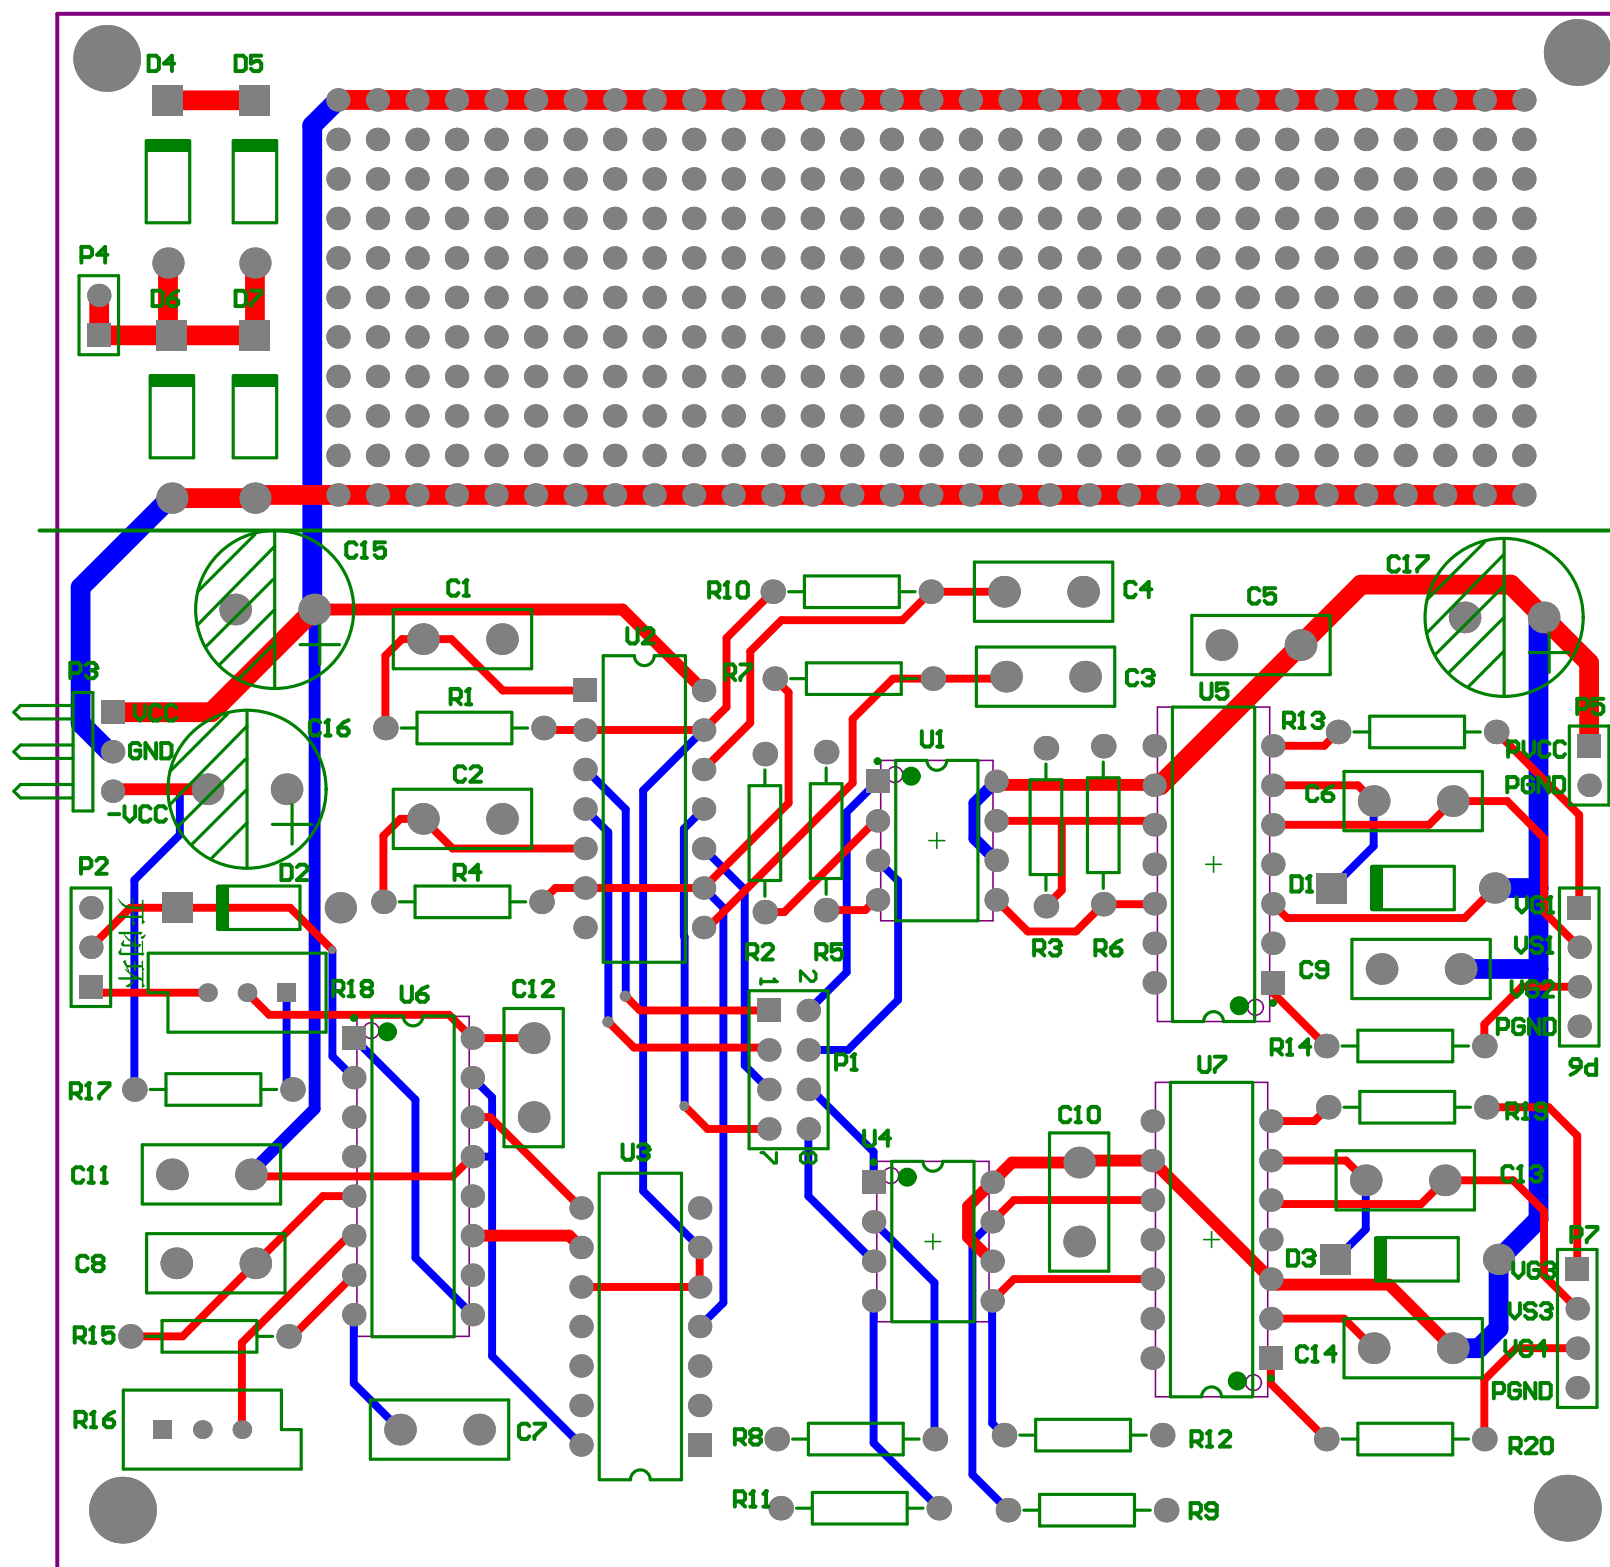 D4 D5
P4
D6 D7
C15
C17
C1
R10
C4
C5
U2
P3
R7
C3
U5
R1
VCC
P5
R13
C16
GND
U1
PVCC
C2
PGND
-VCC
C6
P2
D2
R4
D1
VG1
R2 R5
R3 R6
VS1
1 2
C9
R18
U6
C12
VG2
PGND
R14
P1
U7
P6
R17
C10
R19
U4
U3
7 8
C11
C13
P7
C8
D3
VG3
VS3
R15
VG4
C14
PGND
R16
C7
R8
R12
R20
R11
R9